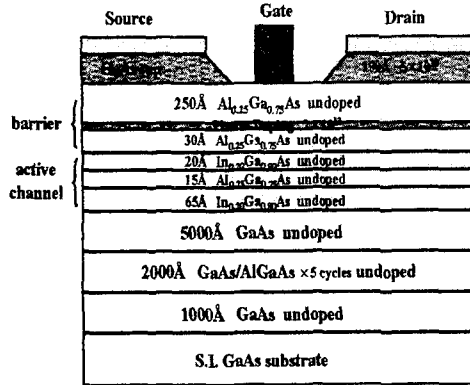 Source Gate Drain
250Å Al0.25Ga0.75As undoped
barrier
30Å Al0.25Ga0.75As undoped
active
channel
20Å In0.20Ga0.80As undoped
15Å Al0.25Ga0.75As undoped
65Å In0.20Ga0.80As undoped
5000Å GaAs undoped
2000Å GaAs/AlGaAs ×5 cycles undoped
1000Å GaAs undoped
S.I. GaAs substrate